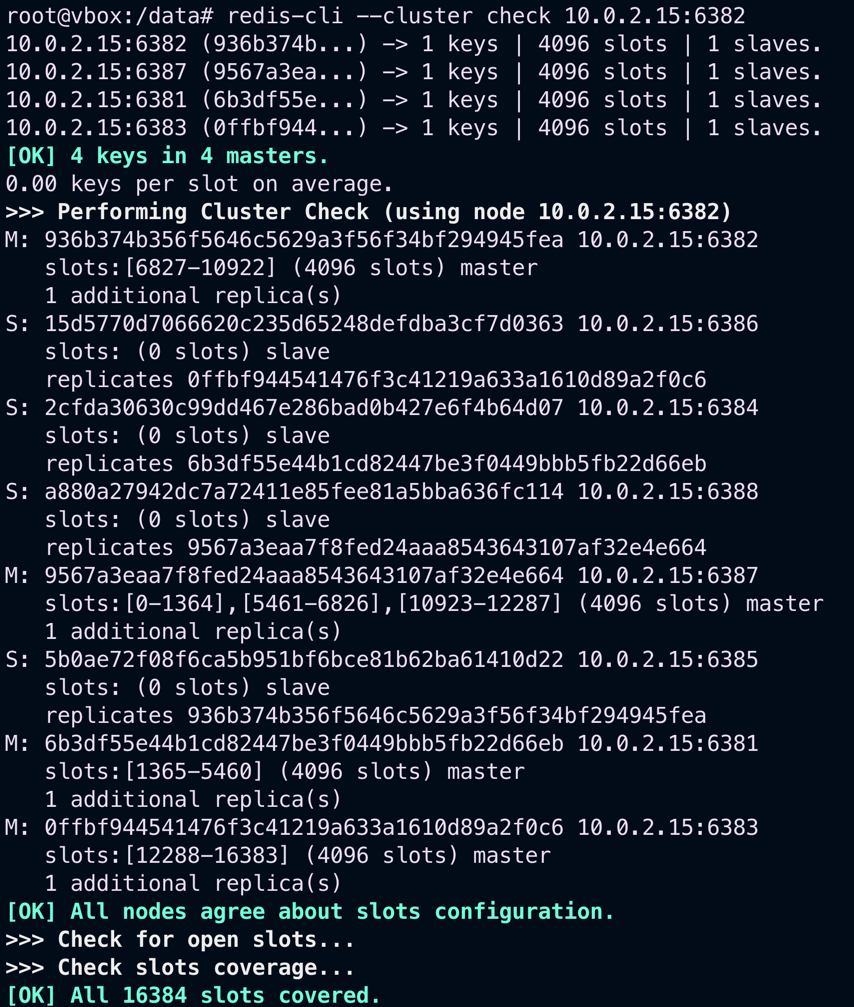 root@vbox:/data# redis-cli --cluster check 10.0.2.15:6382
10.0.2.15:6382 (936b374b...) -> 1 keys | 4096 slots | 1 slaves.
10.0.2.15:6387 (9567a3ea...) -> 1 keys | 4096 slots | 1 slaves.
10.0.2.15:6381 (6b3df55e...) -> 1 keys | 4096 slots | 1 slaves.
10.0.2.15:6383 (0ffbf944...) -> 1 keys | 4096 slots | 1 slaves.
[OK] 4 keys in 4 masters.
0.00 keys per slot on average.
>>> Performing Cluster Check (using node 10.0.2.15:6382)
M: 936b374b356f5646c5629a3f56f34bf294945fea 10.0.2.15:6382
   slots:[6827-10922] (4096 slots) master
   1 additional replica(s)
S: 15d5770d7066620c235d65248defdba3cf7d0363 10.0.2.15:6386
   slots: (0 slots) slave
   replicates 0ffbf944541476f3c41219a633a1610d89a2f0c6
S: 2cfda30630c99dd467e286bad0b427e6f4b64d07 10.0.2.15:6384
   slots: (0 slots) slave
   replicates 6b3df55e44b1cd82447be3f0449bbb5fb22d66eb
S: a880a27942dc7a72411e85fee81a5bba636fc114 10.0.2.15:6388
   slots: (0 slots) slave
   replicates 9567a3eaa7f8fed24aaa8543643107af32e4e664
M: 9567a3eaa7f8fed24aaa8543643107af32e4e664 10.0.2.15:6387
   slots:[0-1364],[5461-6826],[10923-12287] (4096 slots) master
   1 additional replica(s)
S: 5b0ae72f08f6ca5b951bf6bce81b62ba61410d22 10.0.2.15:6385
   slots: (0 slots) slave
   replicates 936b374b356f5646c5629a3f56f34bf294945fea
M: 6b3df55e44b1cd82447be3f0449bbb5fb22d66eb 10.0.2.15:6381
   slots:[1365-5460] (4096 slots) master
   1 additional replica(s)
M: 0ffbf944541476f3c41219a633a1610d89a2f0c6 10.0.2.15:6383
   slots:[12288-16383] (4096 slots) master
   1 additional replica(s)
[OK] All nodes agree about slots configuration.
>>> Check for open slots...
>>> Check slots coverage...
[OK] All 16384 slots covered.